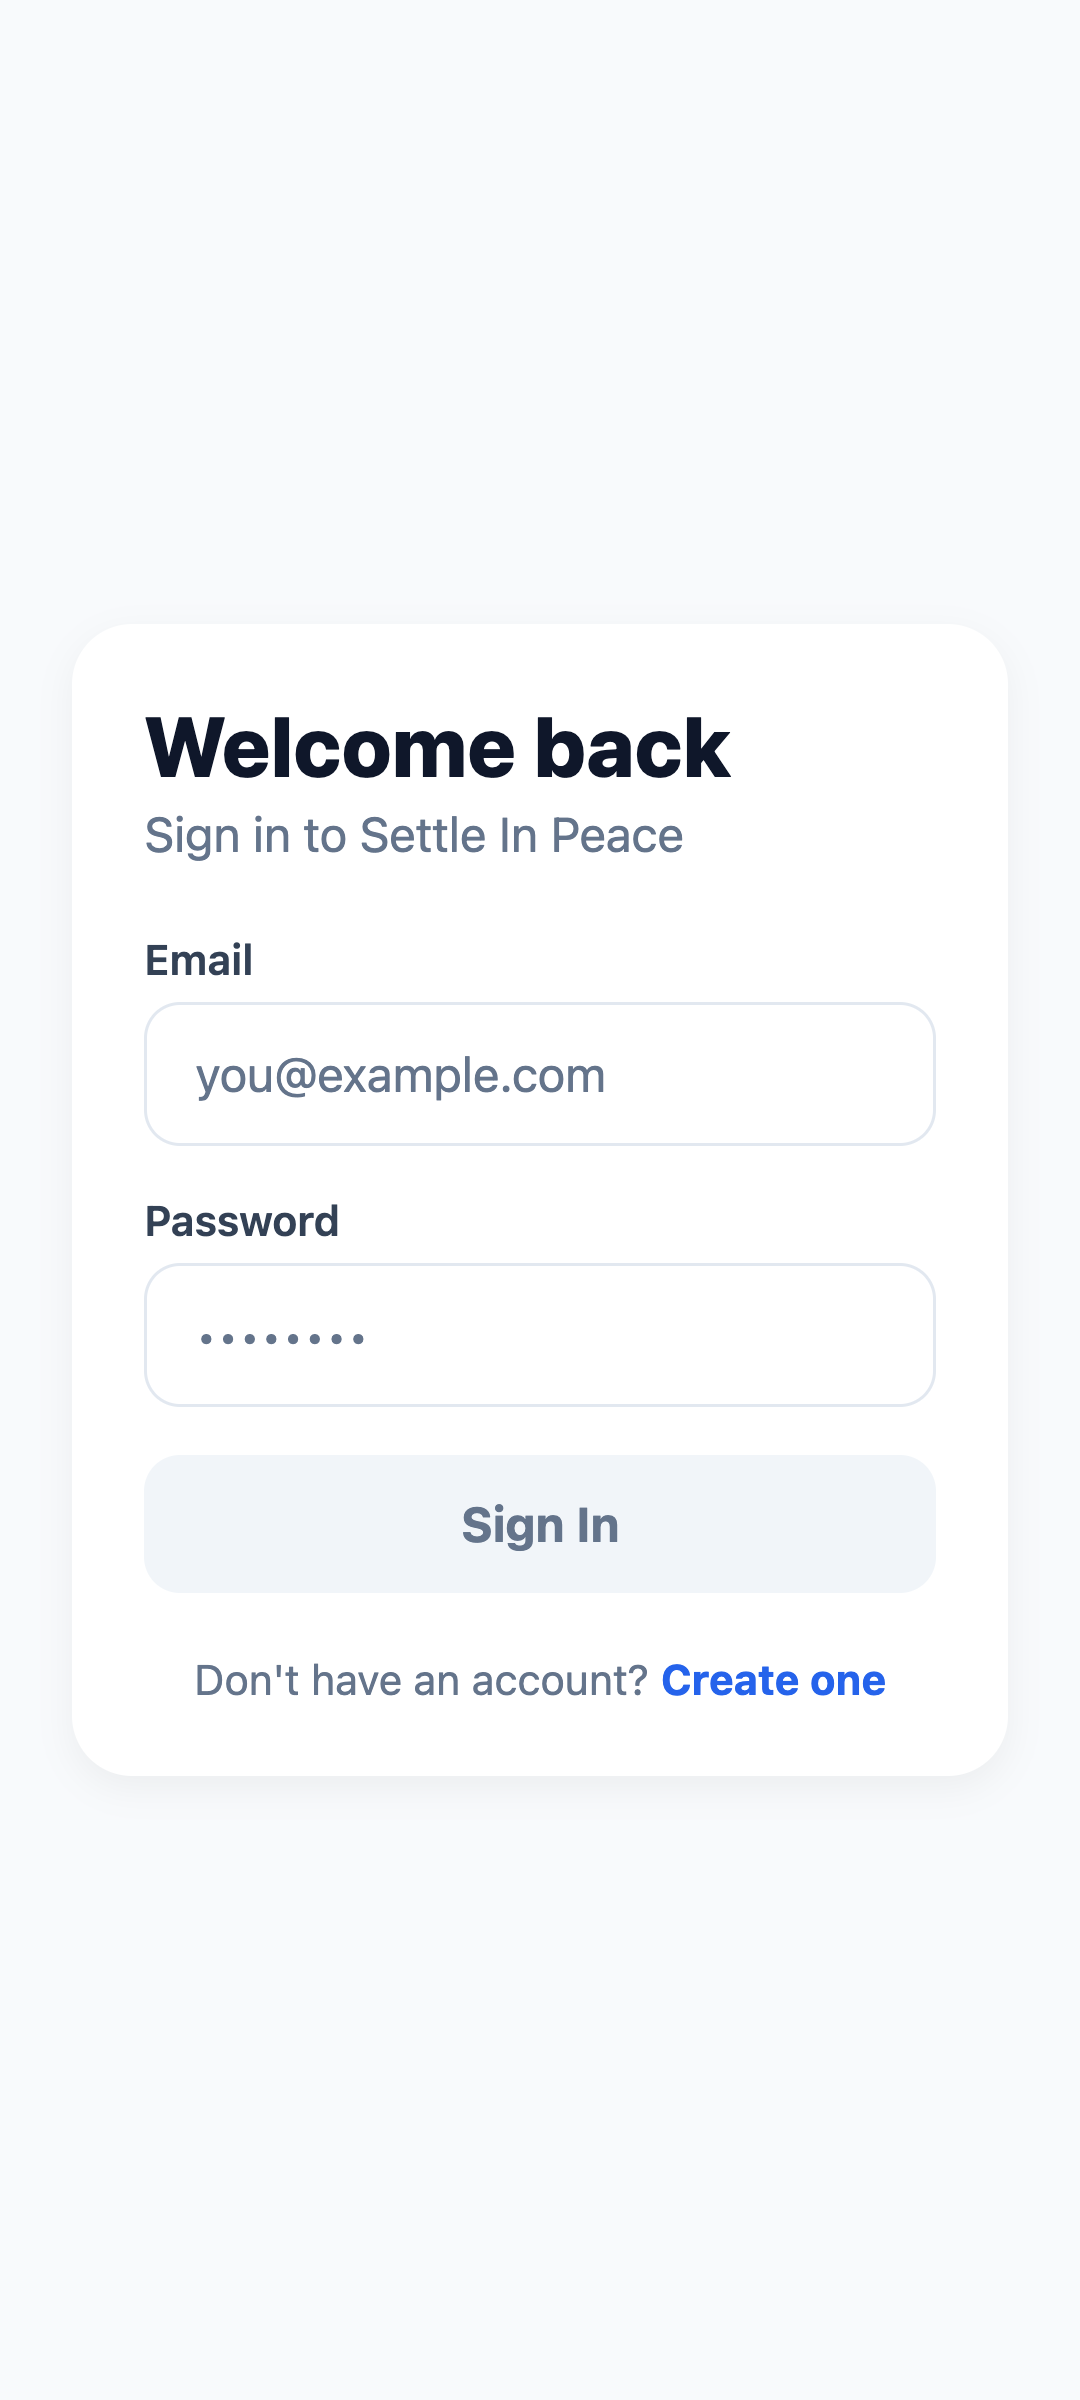 Welcome back
Sign in to Settle In Peace
Email
you@example.com
Password
••••••••
Sign In
Don't have an account? Create one